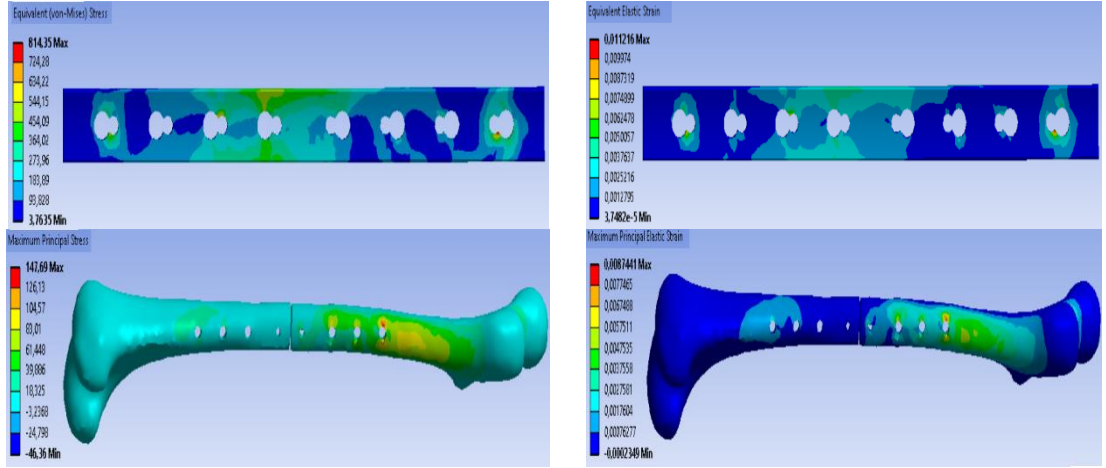 Equivalent (von-Mises) Stress
814,35 Max
724,28
634,22
544,15
454,09
364,02
273,96
183,89
93,828
3,7635 Min
Equivalent Elastic Strain
0,011216 Max
0,009974
0,0087319
0,0074899
0,0062478
0,0050057
0,0037637
0,0025216
0,0012795
3,7482e-5 Min
Maximum Principal Stress
147,69 Max
126,13
104,57
83,01
61,448
39,886
18,325
-3,2368
-24,798
-46,36 Min
Maximum Principal Elastic Strain
0,0087441 Max
0,0077465
0,0067488
0,0057511
0,0047535
0,0037558
0,0027581
0,0017604
0,00076277
-0,0002349 Min